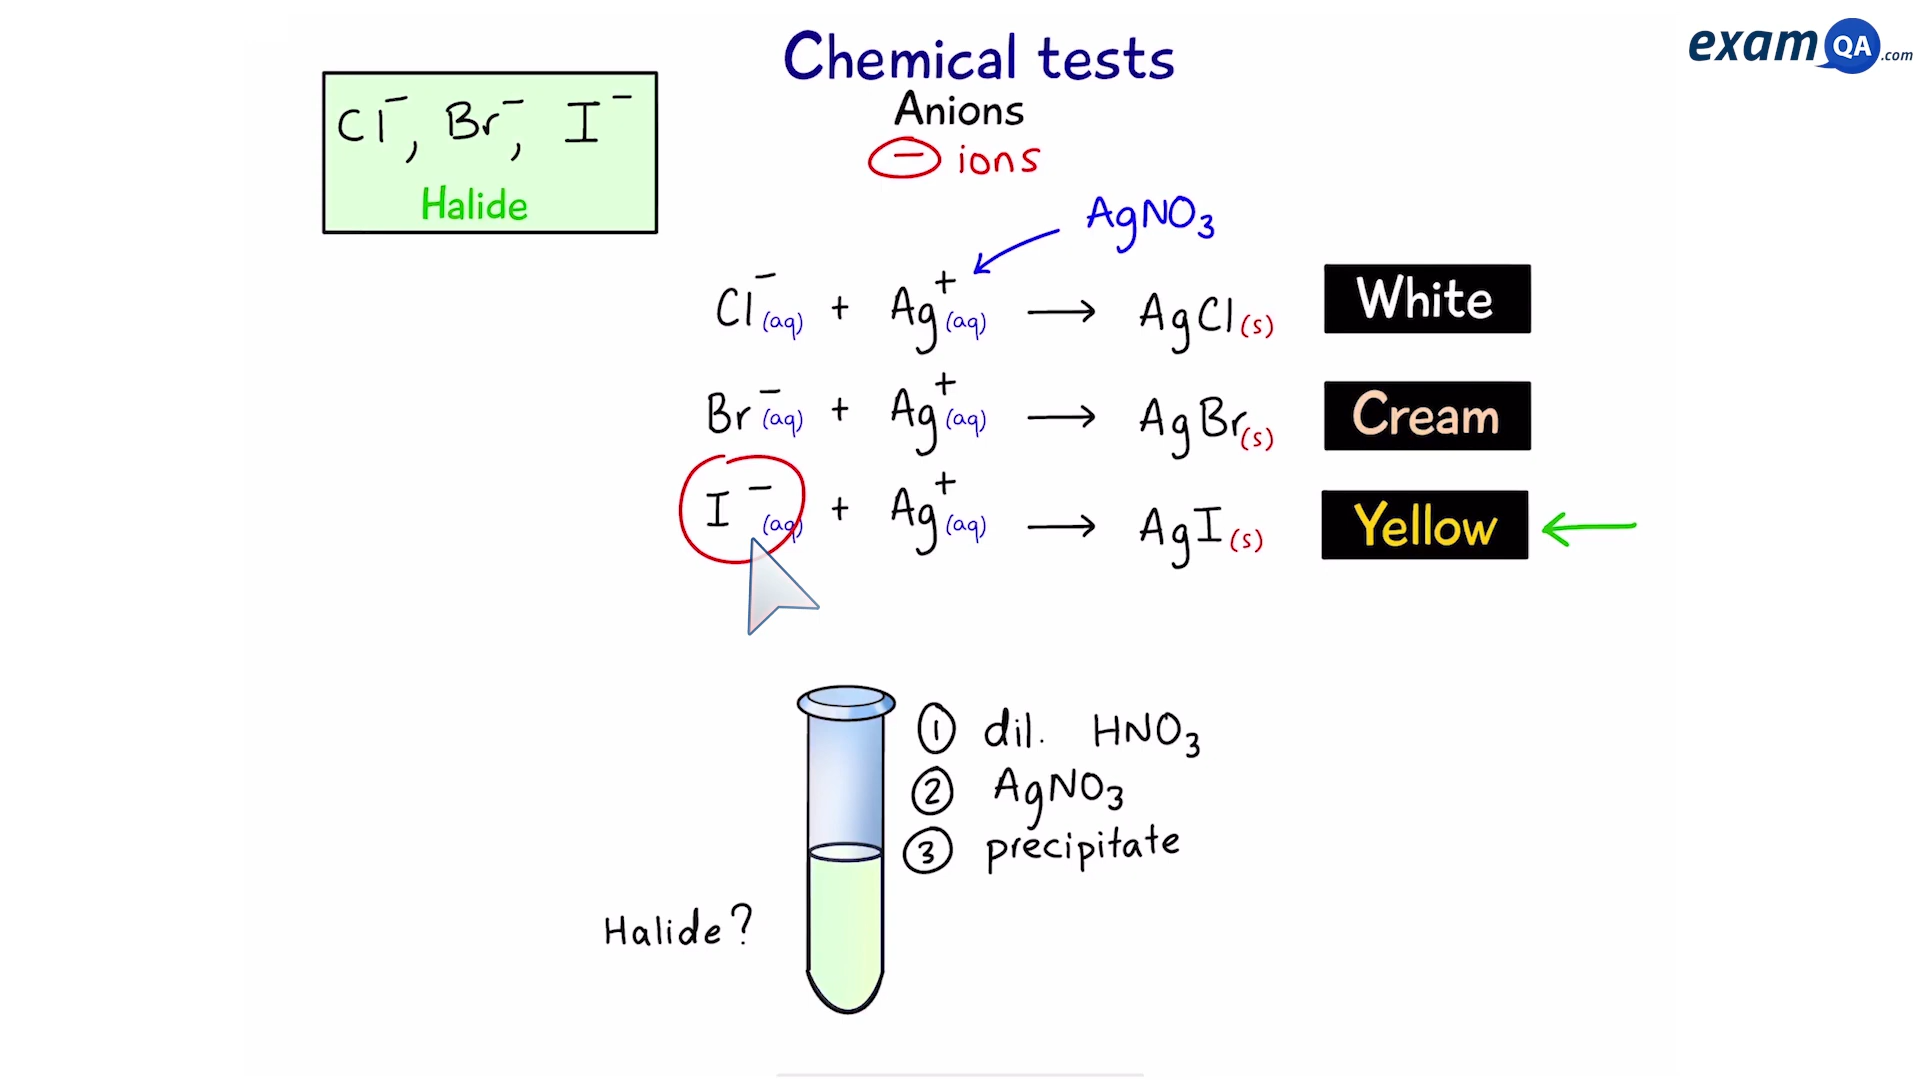 examQA.com
Chemical tests
Anions
− ions
Cl⁻, Br⁻, I⁻
Halide
AgNO₃
Cl⁻(aq) + Ag⁺(aq) → AgCl(s) White
Br⁻(aq) + Ag⁺(aq) → AgBr(s) Cream
I⁻(aq) + Ag⁺(aq) → AgI(s) Yellow
① dil. HNO₃
② AgNO₃
③ precipitate
Halide?